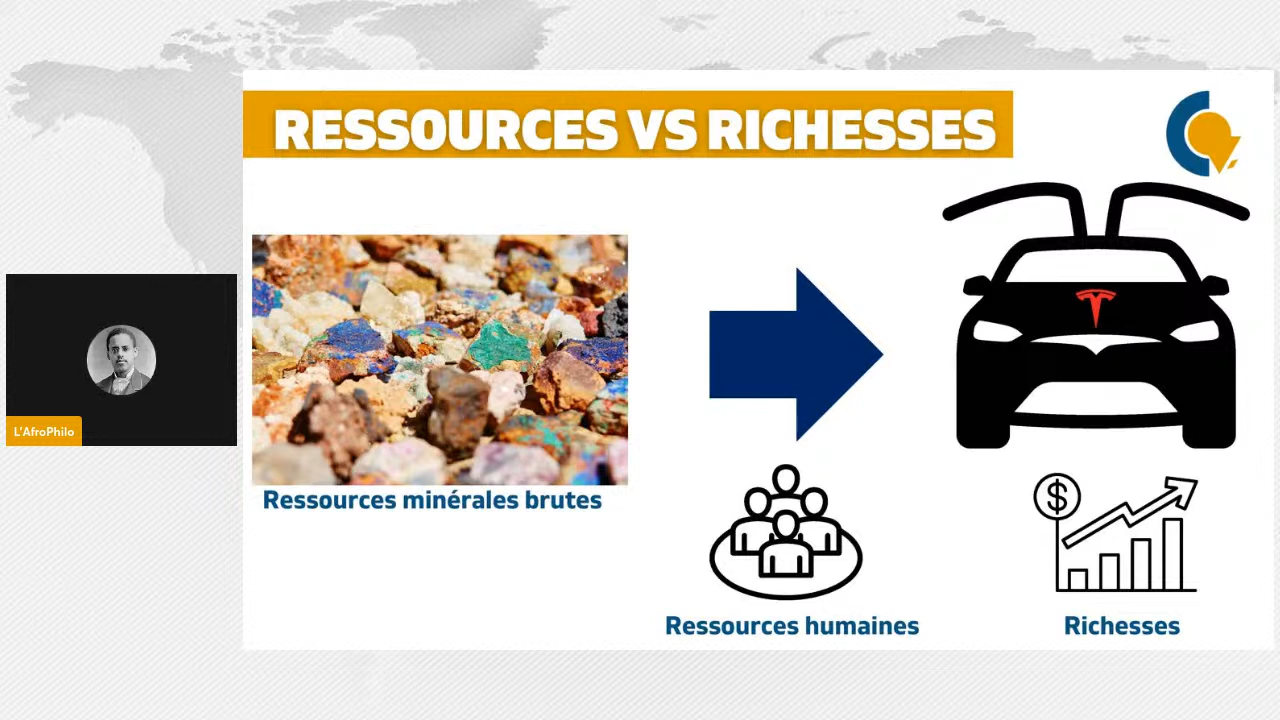 RESSOURCES VS RICHESSES
L'AfroPhilo
Ressources minérales brutes
Ressources humaines
$
Richesses